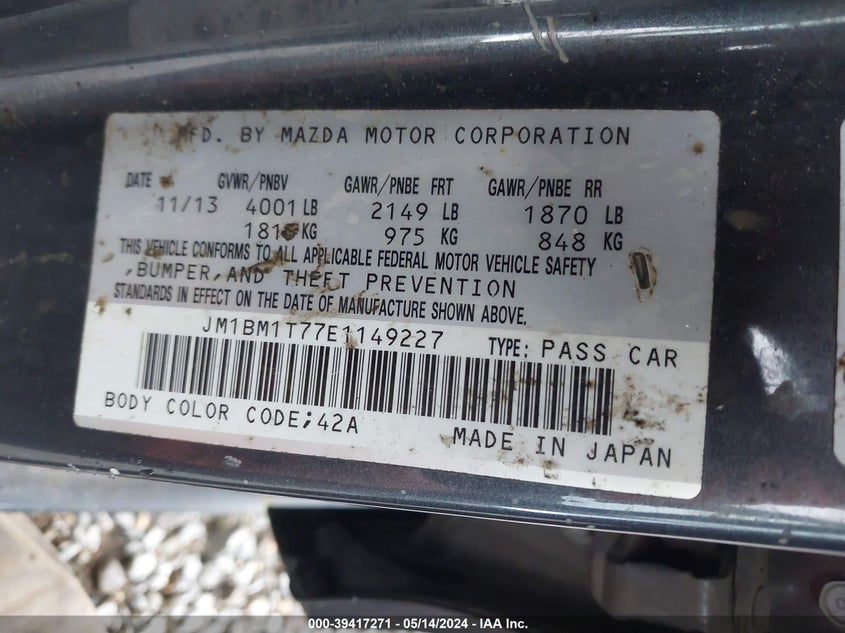 MFD. BY MAZDA MOTOR CORPORATION
DATE GVWR/PNBV GAWR/PNBE FRT GAWR/PNBE RR
11/13 4001 LB 2149 LB 1870 LB
1815 KG 975 KG 848 KG
THIS VEHICLE CONFORMS TO ALL APPLICABLE FEDERAL MOTOR VEHICLE SAFETY
,BUMPER,AND THEFT PREVENTION
STANDARDS IN EFFECT ON THE DATE OF MANUFACTURE SHOWN ABOVE.
JM1BM1T77E1149227 TYPE: PASS CAR
BODY COLOR CODE;42A
MADE IN JAPAN
000-39417271 - 05/14/2024 - IAA Inc.